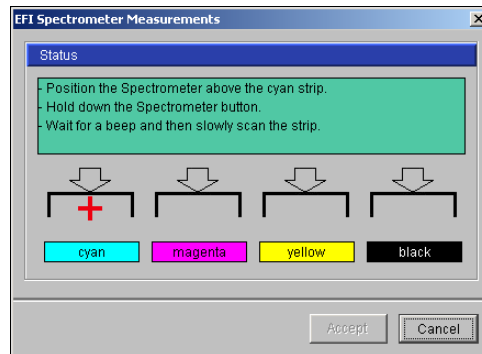 EFI Spectrometer Measurements
Status
- Position the Spectrometer above the cyan strip.
- Hold down the Spectrometer button.
- Wait for a beep and then slowly scan the strip.
cyan magenta yellow black
Accept Cancel